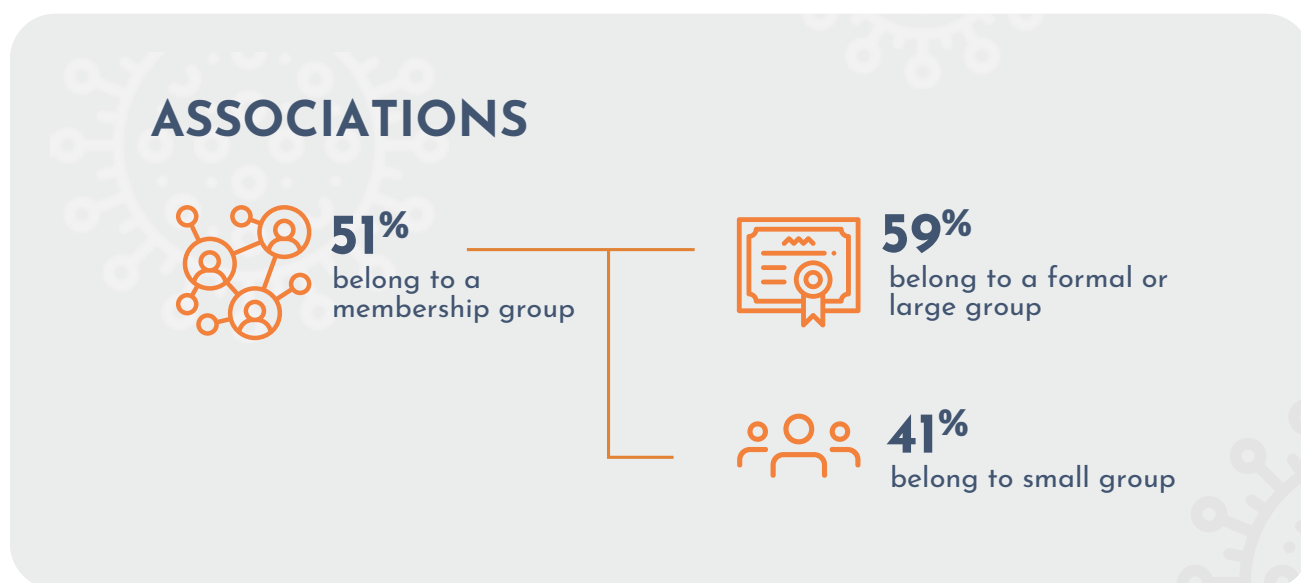 ASSOCIATIONS
51%
belong to a
membership group
59%
belong to a formal or
large group
41%
belong to small group